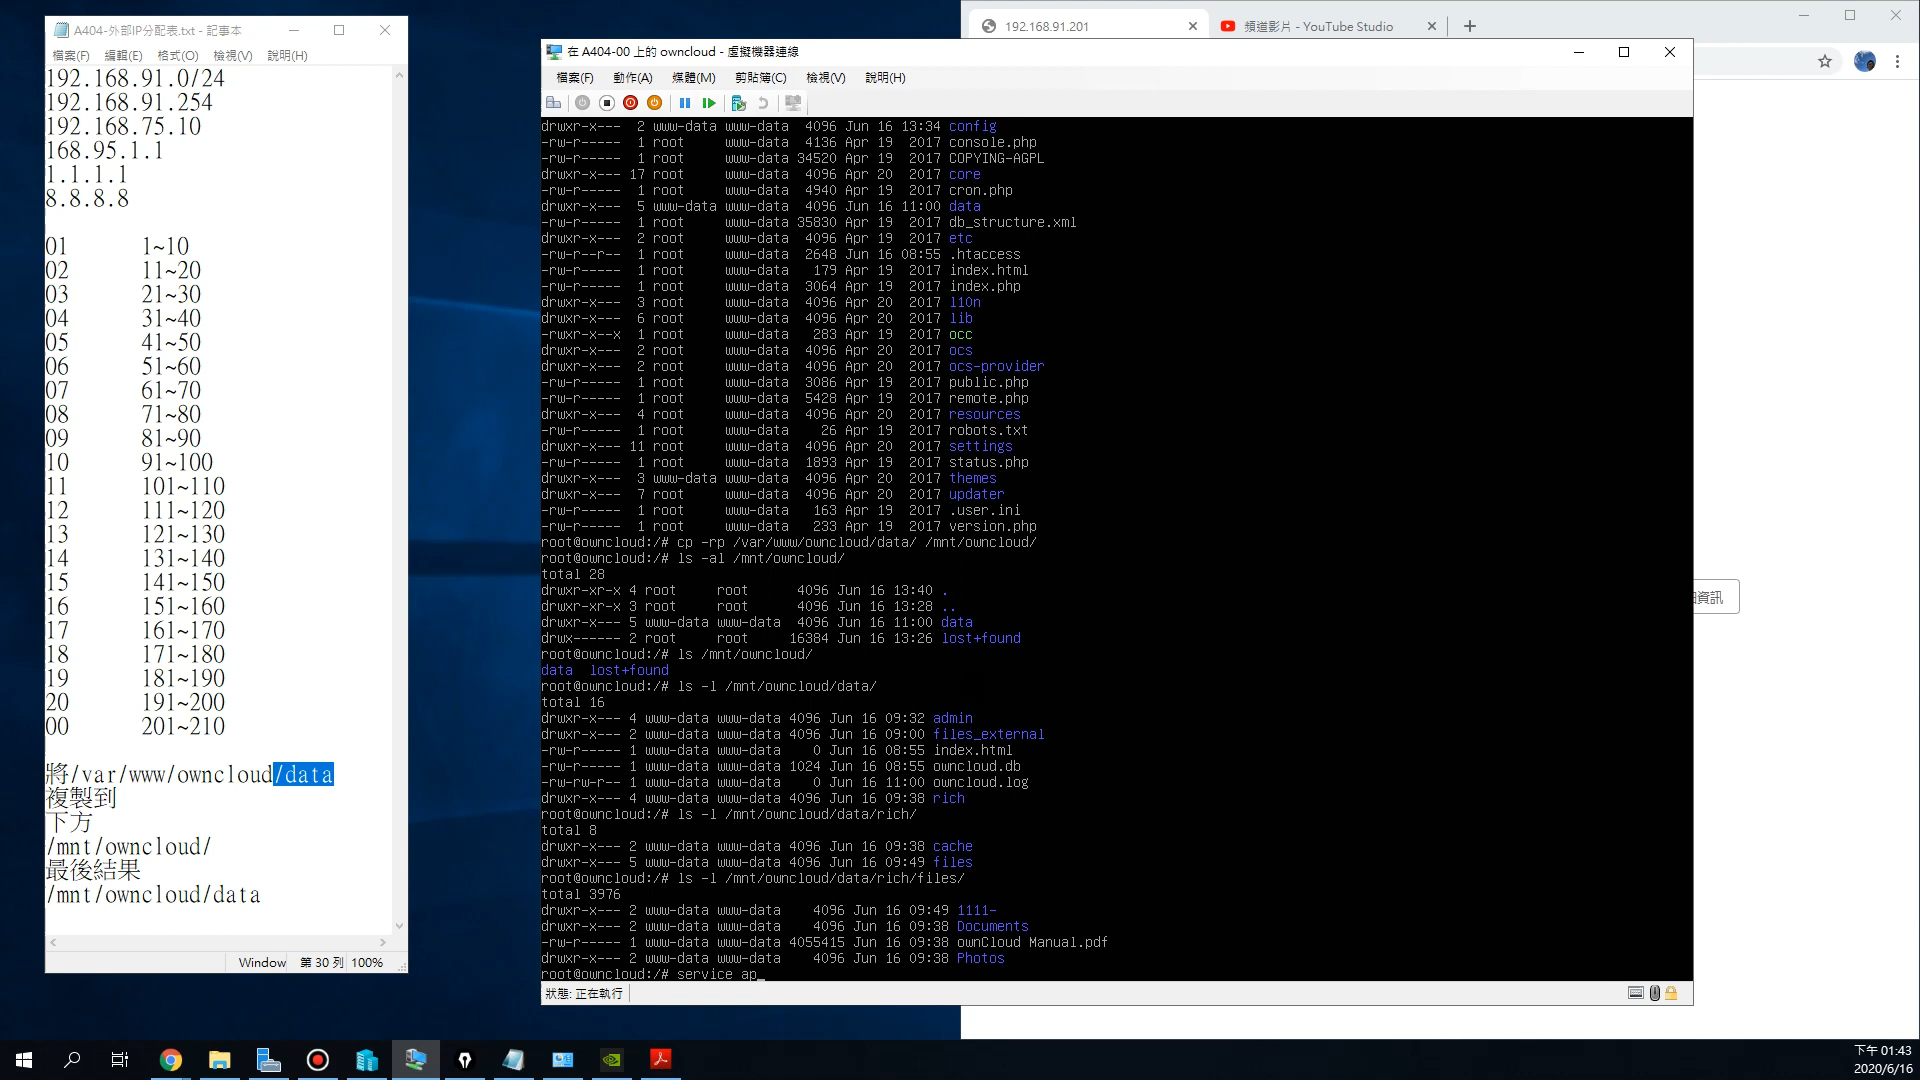 A404-外部IP分配表.txt - 記事本
檔案(F) 編輯(E) 格式(O) 檢視(V) 說明(H)
192.168.91.0/24
192.168.91.254
192.168.75.10
168.95.1.1
1.1.1.1
8.8.8.8
01 1~10
02 11~20
03 21~30
04 31~40
05 41~50
06 51~60
07 61~70
08 71~80
09 81~90
10 91~100
11 101~110
12 111~120
13 121~130
14 131~140
15 141~150
16 151~160
17 161~170
18 171~180
19 181~190
20 191~200
00 201~210
將/var/www/owncloud/data
複製到
下方
/mnt/owncloud/
最後結果
/mnt/owncloud/data
Window 第 30 列 100%
192.168.91.201
頻道影片 - YouTube Studio
在 A404-00 上的 owncloud - 虛擬機器連線
檔案(F) 動作(A) 媒體(M) 剪貼簿(C) 檢視(V) 說明(H)
drwxr-x--- 2 www-data www-data 4096 Jun 16 13:34 config
-rw-r----- 1 root www-data 4136 Apr 19 2017 console.php
-rw-r----- 1 root www-data 34520 Apr 19 2017 COPYING-AGPL
drwxr-x--- 17 root www-data 4096 Apr 20 2017 core
-rw-r----- 1 root www-data 4940 Apr 19 2017 cron.php
drwxr-x--- 5 www-data www-data 4096 Jun 16 11:00 data
-rw-r----- 1 root www-data 35830 Apr 19 2017 db_structure.xml
drwxr-x--- 2 root www-data 4096 Apr 19 2017 etc
-rw-r--r-- 1 root www-data 2648 Jun 16 08:55 .htaccess
-rw-r----- 1 root www-data 179 Apr 19 2017 index.html
-rw-r----- 1 root www-data 3064 Apr 19 2017 index.php
drwxr-x--- 3 root www-data 4096 Apr 20 2017 l10n
drwxr-x--- 6 root www-data 4096 Apr 20 2017 lib
-rwxr-x--x 1 root www-data 283 Apr 19 2017 occ
drwxr-x--- 2 root www-data 4096 Apr 20 2017 ocs
drwxr-x--- 2 root www-data 4096 Apr 20 2017 ocs-provider
-rw-r----- 1 root www-data 3086 Apr 19 2017 public.php
-rw-r----- 1 root www-data 5428 Apr 19 2017 remote.php
drwxr-x--- 4 root www-data 4096 Apr 20 2017 resources
-rw-r----- 1 root www-data 26 Apr 19 2017 robots.txt
drwxr-x--- 11 root www-data 4096 Apr 20 2017 settings
-rw-r----- 1 root www-data 1893 Apr 19 2017 status.php
drwxr-x--- 3 www-data www-data 4096 Apr 20 2017 themes
drwxr-x--- 7 root www-data 4096 Apr 20 2017 updater
-rw-r----- 1 root www-data 163 Apr 19 2017 .user.ini
-rw-r----- 1 root www-data 233 Apr 19 2017 version.php
root@owncloud:/# cp -rp /var/www/owncloud/data/ /mnt/owncloud/
root@owncloud:/# ls -al /mnt/owncloud/
total 28
drwxr-xr-x 4 root root 4096 Jun 16 13:40 .
drwxr-xr-x 3 root root 4096 Jun 16 13:28 ..
drwxr-x--- 5 www-data www-data 4096 Jun 16 11:00 data
drwx------ 2 root root 16384 Jun 16 13:26 lost+found
root@owncloud:/# ls /mnt/owncloud/
data lost+found
root@owncloud:/# ls -l /mnt/owncloud/data/
total 16
drwxr-x--- 4 www-data www-data 4096 Jun 16 09:32 admin
drwxr-x--- 2 www-data www-data 4096 Jun 16 09:00 files_external
-rw-r----- 1 www-data www-data 0 Jun 16 08:55 index.html
-rw-r----- 1 www-data www-data 1024 Jun 16 08:55 owncloud.db
-rw-rw-r-- 1 www-data www-data 0 Jun 16 11:00 owncloud.log
drwxr-x--- 4 www-data www-data 4096 Jun 16 09:38 rich
root@owncloud:/# ls -l /mnt/owncloud/data/rich/
total 8
drwxr-x--- 2 www-data www-data 4096 Jun 16 09:38 cache
drwxr-x--- 5 www-data www-data 4096 Jun 16 09:49 files
root@owncloud:/# ls -l /mnt/owncloud/data/rich/files/
total 3976
drwxr-x--- 2 www-data www-data 4096 Jun 16 09:49 1111-
drwxr-x--- 2 www-data www-data 4096 Jun 16 09:38 Documents
-rw-r----- 1 www-data www-data 4055415 Jun 16 09:38 ownCloud Manual.pdf
drwxr-x--- 2 www-data www-data 4096 Jun 16 09:38 Photos
root@owncloud:/# service ap_
狀態: 正在執行
資訊
下午 01:43
2020/6/16